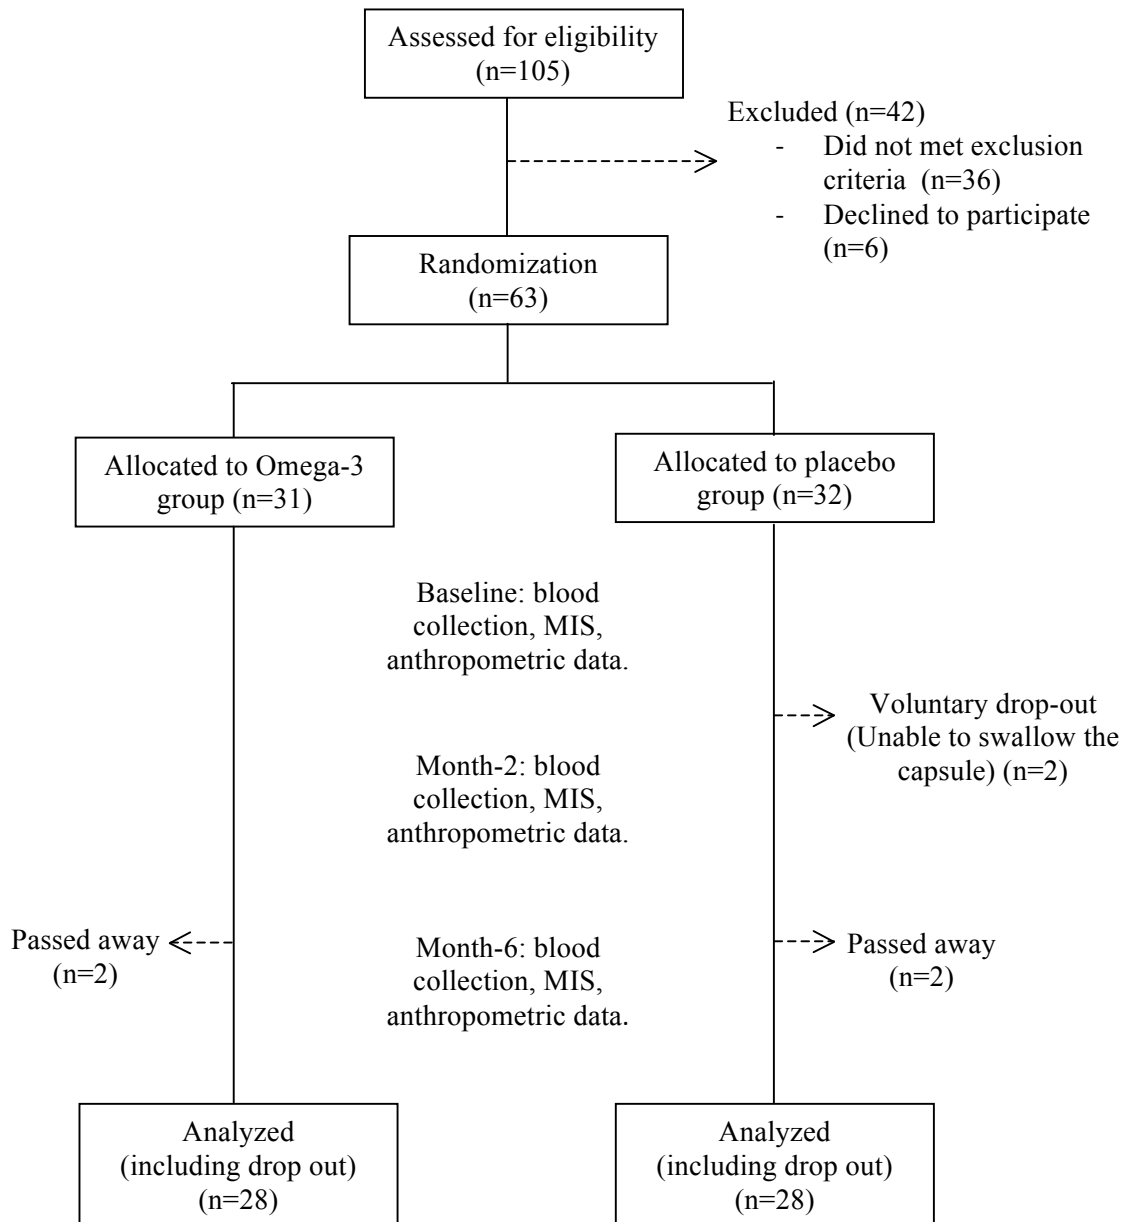 Assessed for eligibility
(n=105)
Excluded (n=42)
- Did not met exclusion
criteria (n=36)
- Declined to participate
(n=6)
Randomization
(n=63)
Allocated to Omega-3
group (n=31)
Allocated to placebo
group (n=32)
Baseline: blood
collection, MIS,
anthropometric data.
Voluntary drop-out
(Unable to swallow the
capsule) (n=2)
Month-2: blood
collection, MIS,
anthropometric data.
Passed away
(n=2)
Month-6: blood
collection, MIS,
anthropometric data.
Passed away
(n=2)
Analyzed
(including drop out)
(n=28)
Analyzed
(including drop out)
(n=28)